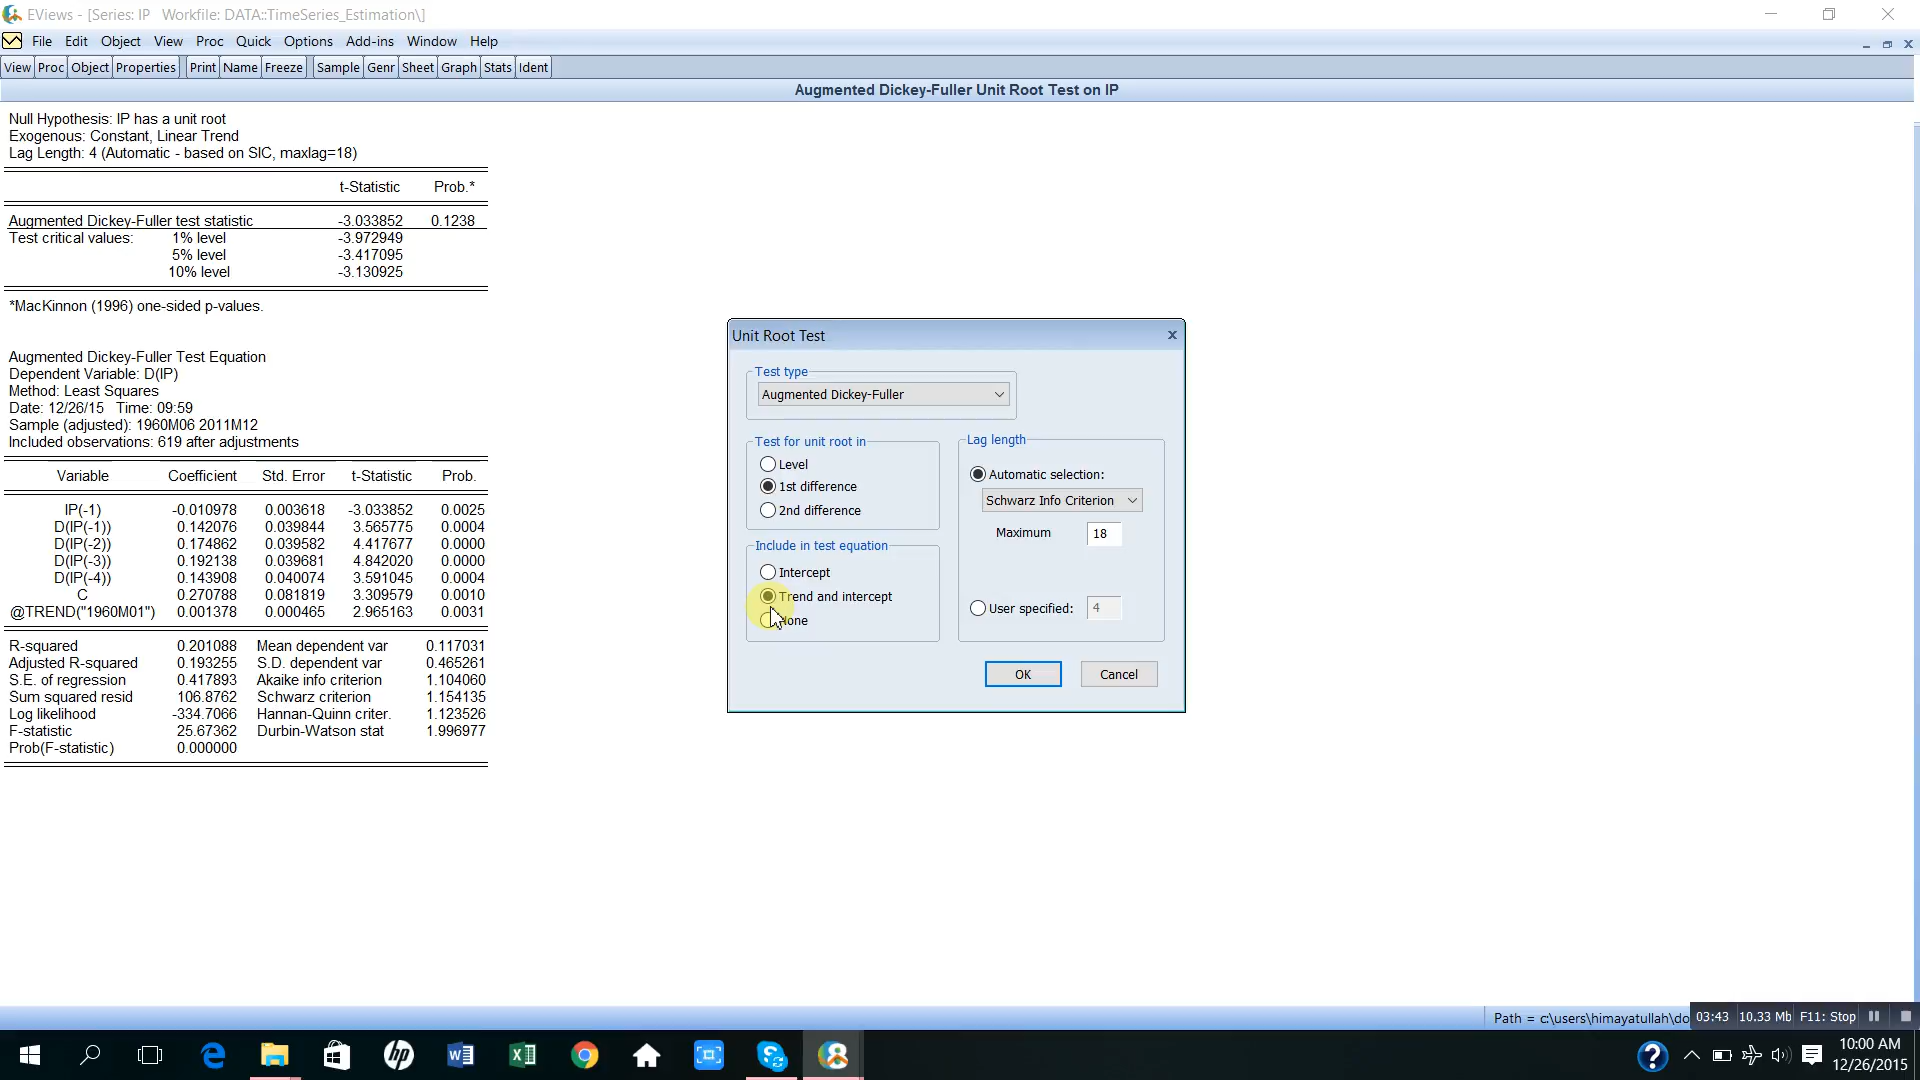 EViews - [Series: IP   Workfile: DATA::TimeSeries_Estimation\]
File Edit Object View Proc Quick Options Add-ins Window Help
View Proc Object Properties Print Name Freeze Sample Genr Sheet Graph Stats Ident
Augmented Dickey-Fuller Unit Root Test on IP
Null Hypothesis: IP has a unit root
Exogenous: Constant, Linear Trend
Lag Length: 4 (Automatic - based on SIC, maxlag=18)
t-Statistic Prob.*
Augmented Dickey-Fuller test statistic -3.033852 0.1238
Test critical values: 1% level -3.972949
5% level -3.417095
10% level -3.130925
*MacKinnon (1996) one-sided p-values.
Augmented Dickey-Fuller Test Equation
Dependent Variable: D(IP)
Method: Least Squares
Date: 12/26/15 Time: 09:59
Sample (adjusted): 1960M06 2011M12
Included observations: 619 after adjustments
Variable Coefficient Std. Error t-Statistic Prob.
IP(-1) -0.010978 0.003618 -3.033852 0.0025
D(IP(-1)) 0.142076 0.039844 3.565775 0.0004
D(IP(-2)) 0.174862 0.039582 4.417677 0.0000
D(IP(-3)) 0.192138 0.039681 4.842020 0.0000
D(IP(-4)) 0.143908 0.040074 3.591045 0.0004
C 0.270788 0.081819 3.309579 0.0010
@TREND("1960M01") 0.001378 0.000465 2.965163 0.0031
R-squared 0.201088 Mean dependent var 0.117031
Adjusted R-squared 0.193255 S.D. dependent var 0.465261
S.E. of regression 0.417893 Akaike info criterion 1.104060
Sum squared resid 106.8762 Schwarz criterion 1.154135
Log likelihood -334.7066 Hannan-Quinn criter. 1.123526
F-statistic 25.67362 Durbin-Watson stat 1.996977
Prob(F-statistic) 0.000000
Unit Root Test x
Test type
Augmented Dickey-Fuller
Test for unit root in
Level
1st difference
2nd difference
Include in test equation
Intercept
Trend and intercept
None
Lag length
Automatic selection:
Schwarz Info Criterion
Maximum 18
User specified: 4
OK Cancel
Path = c:\users\himayatullah\do
03:43 10.33 Mb F11: Stop
10:00 AM
12/26/2015